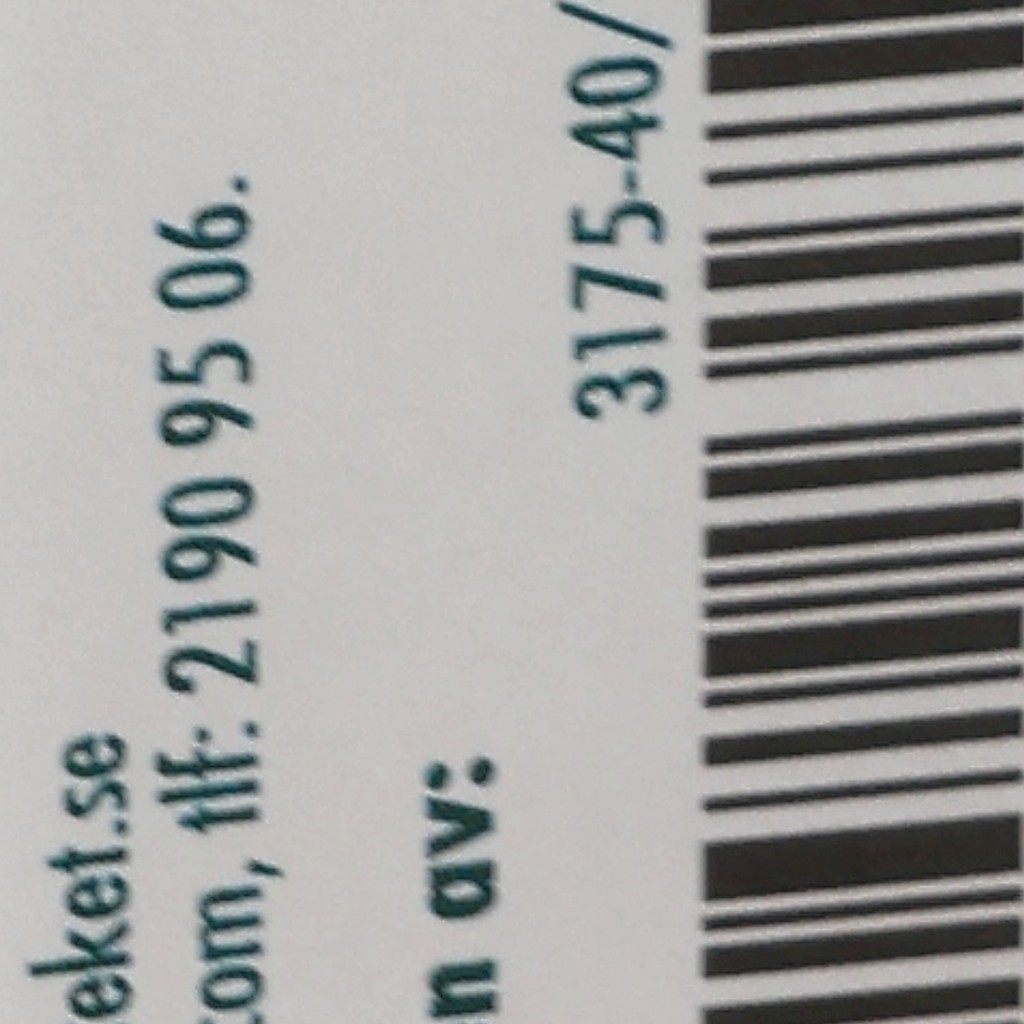 eket.se
com, tlf: 2190 95 06.
n av:
3175-40/